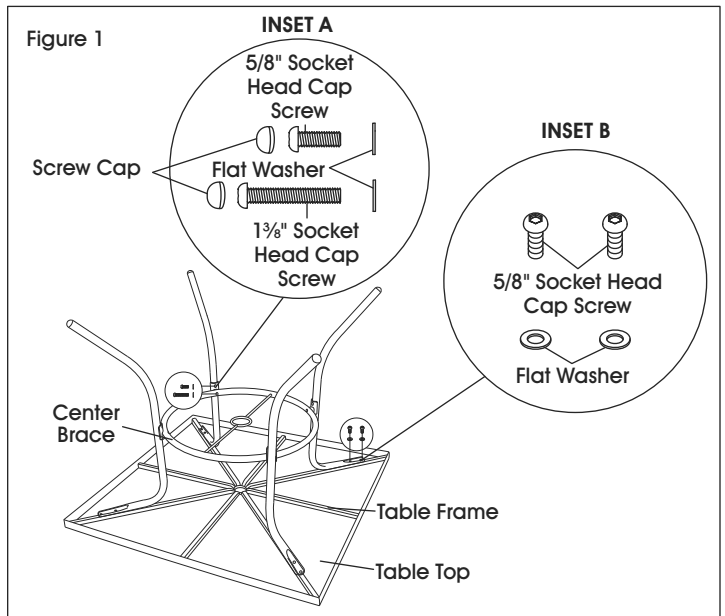 Figure 1
INSET A
5/8" Socket
Head Cap
Screw
Screw Cap
Flat Washer
1⅜" Socket
Head Cap
Screw
INSET B
5/8" Socket Head
Cap Screw
Flat Washer
Center
Brace
Table Frame
Table Top